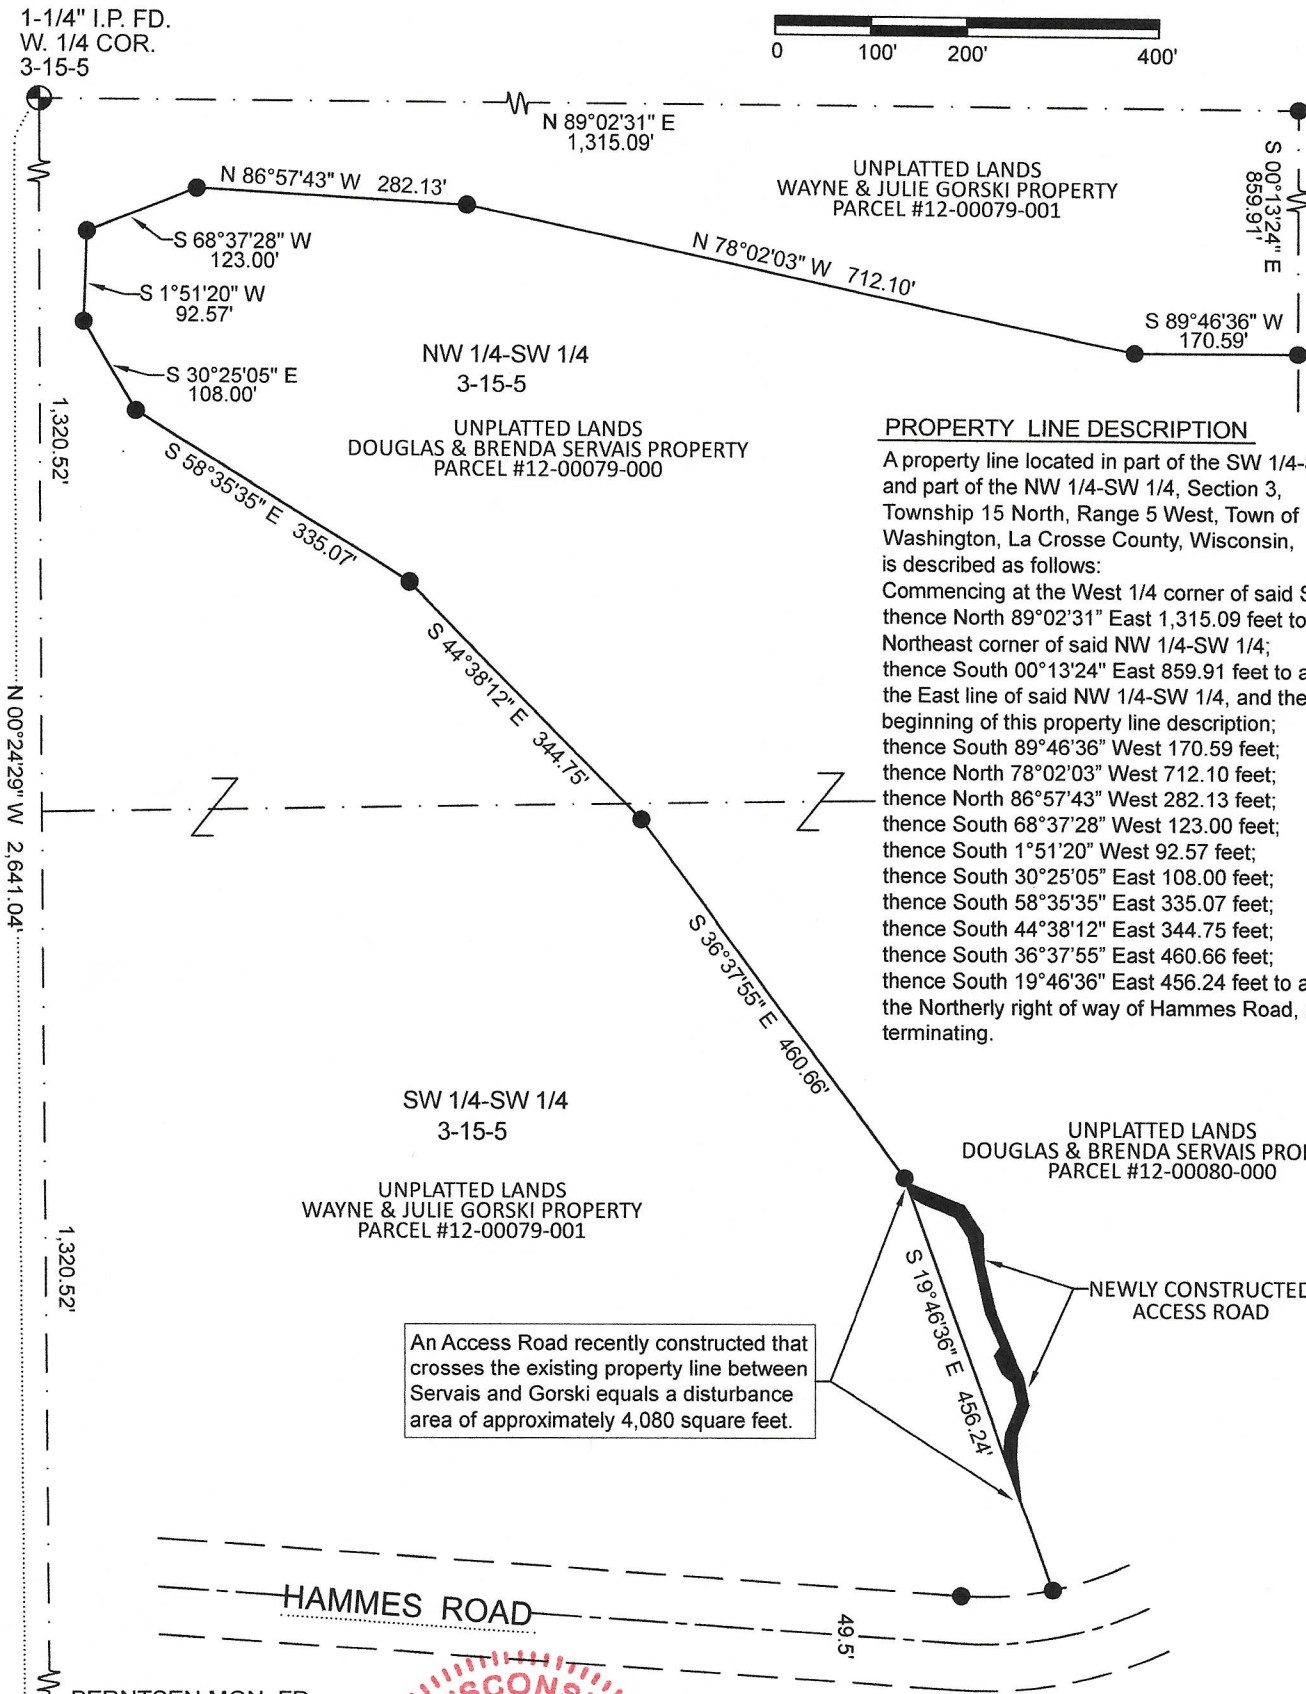 1-1/4" I.P. FD.
W. 1/4 COR.
3-15-5
0 100' 200' 400'
N 89°02'31" E
1,315.09'
S 00°13'24" E
859.91'
UNPLATTED LANDS
WAYNE & JULIE GORSKI PROPERTY
PARCEL #12-00079-001
N 86°57'43" W 282.13'
S 68°37'28" W
123.00'
N 78°02'03" W 712.10'
S 1°51'20" W
92.57'
S 89°46'36" W
170.59'
NW 1/4-SW 1/4
3-15-5
S 30°25'05" E
108.00'
1,320.52'
UNPLATTED LANDS
DOUGLAS & BRENDA SERVAIS PROPERTY
PARCEL #12-00079-000
S 58°35'35" E 335.07'
S 44°38'12" E 344.75'
PROPERTY LINE DESCRIPTION
A property line located in part of the SW 1/4-
and part of the NW 1/4-SW 1/4, Section 3,
Township 15 North, Range 5 West, Town of
Washington, La Crosse County, Wisconsin,
is described as follows:
Commencing at the West 1/4 corner of said
thence North 89°02'31" East 1,315.09 feet to
Northeast corner of said NW 1/4-SW 1/4;
thence South 00°13'24" East 859.91 feet to a
the East line of said NW 1/4-SW 1/4, and the
beginning of this property line description;
thence South 89°46'36" West 170.59 feet;
thence North 78°02'03" West 712.10 feet;
thence North 86°57'43" West 282.13 feet;
thence South 68°37'28" West 123.00 feet;
thence South 1°51'20" West 92.57 feet;
thence South 30°25'05" East 108.00 feet;
thence South 58°35'35" East 335.07 feet;
thence South 44°38'12" East 344.75 feet;
thence South 36°37'55" East 460.66 feet;
thence South 19°46'36" East 456.24 feet to a
the Northerly right of way of Hammes Road,
terminating.
N 00°24'29" W 2,641.04'
S 36°37'55" E 460.66'
SW 1/4-SW 1/4
3-15-5
UNPLATTED LANDS
WAYNE & JULIE GORSKI PROPERTY
PARCEL #12-00079-001
UNPLATTED LANDS
DOUGLAS & BRENDA SERVAIS
PARCEL #12-00080-000
1,320.52'
S 19°46'36" E 456.24'
NEWLY CONSTRUCTED
ACCESS ROAD
An Access Road recently constructed that
crosses the existing property line between
Servais and Gorski equals a disturbance
area of approximately 4,080 square feet.
HAMMES ROAD
49.5'